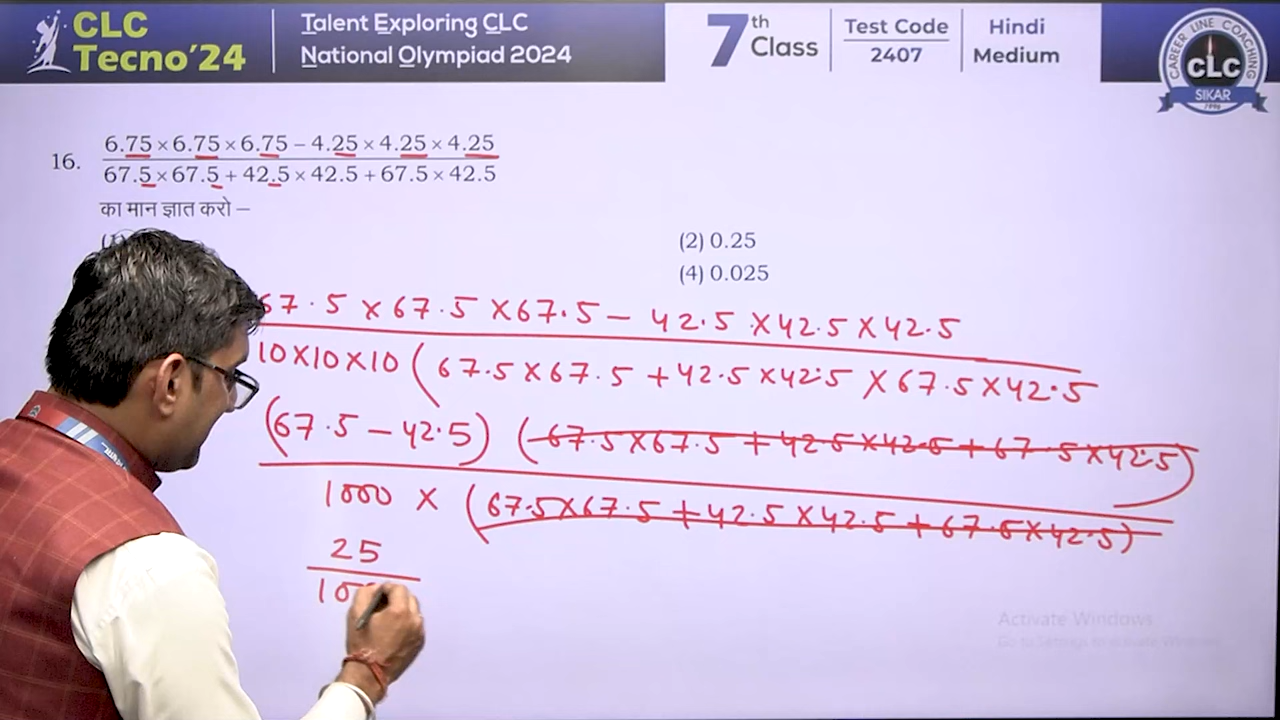 CLC
Tecno'24
Talent Exploring CLC
National Olympiad 2024
7th Class
Test Code
2407
Hindi
Medium
CAREER LINE COACHING
CLC
SIKAR
1996
16. 6.75 × 6.75 × 6.75 − 4.25 × 4.25 × 4.25
67.5 × 67.5 + 42.5 × 42.5 + 67.5 × 42.5
का मान ज्ञात करो –
(2) 0.25
(4) 0.025
67.5 × 67.5 × 67.5 − 42.5 × 42.5 × 42.5
10×10×10 (67.5 × 67.5 + 42.5 × 42.5 × 67.5 × 42.5
(67.5 − 42.5) (67.5×67.5 + 42.5×42.5 + 67.5×42.5)
1000 × (67.5×67.5 + 42.5×42.5 + 67.5×42.5)
25
Activate Windows